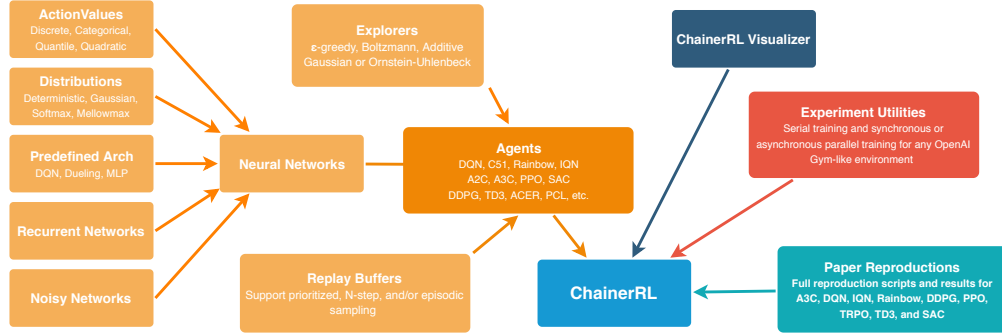 ActionValues
Discrete, Categorical,
Quantile, Quadratic
Distributions
Deterministic, Gaussian,
Softmax, Mellowmax
Predefined Arch
DQN, Dueling, MLP
Recurrent Networks
Noisy Networks
Neural Networks
Explorers
ε-greedy, Boltzmann, Additive
Gaussian or Ornstein-Uhlenbeck
Agents
DQN, C51, Rainbow, IQN
A2C, A3C, PPO, SAC
DDPG, TD3, ACER, PCL, etc.
Replay Buffers
Support prioritized, N-step, and/or episodic
sampling
ChainerRL Visualizer
Experiment Utilities
Serial training and synchronous or
asynchronous parallel training for any OpenAI
Gym-like environment
ChainerRL
Paper Reproductions
Full reproduction scripts and results for
A3C, DQN, IQN, Rainbow, DDPG, PPO,
TRPO, TD3, and SAC